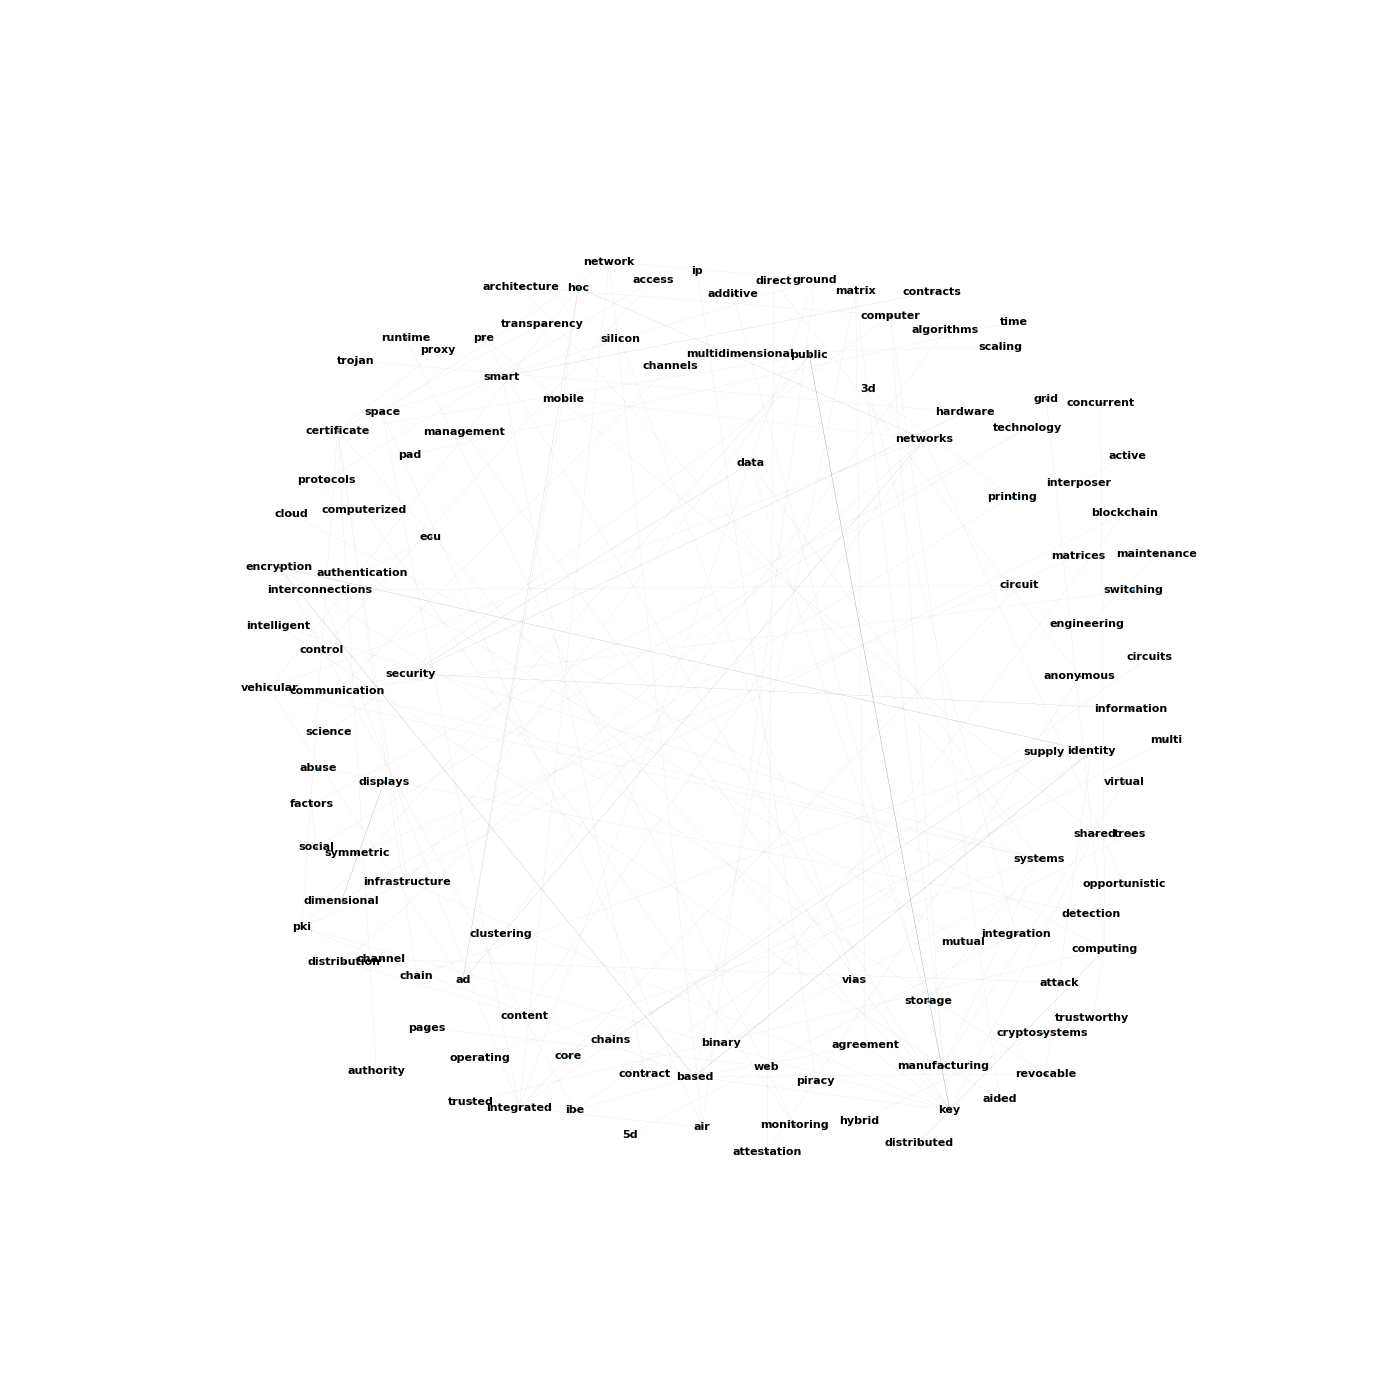 network
ip
access
direct
ground
architecture
hoc
additive
matrix
contracts
computer
time
transparency
algorithms
runtime
pre
silicon
scaling
proxy
multidimensional
public
trojan
channels
smart
3d
mobile
grid
concurrent
space
hardware
certificate
management
technology
networks
pad
active
data
protocols
interposer
printing
computerized
cloud
blockchain
ecu
matrices
maintenance
encryption
authentication
circuit
interconnections
switching
intelligent
engineering
control
circuits
security
anonymous
vehicular
communication
information
science
multi
supply
identity
abuse
displays
virtual
factors
shared
trees
social
symmetric
systems
infrastructure
opportunistic
dimensional
detection
pki
clustering
integration
mutual
computing
distribution
channel
chain
ad
vias
attack
storage
content
trustworthy
pages
cryptosystems
chains
binary
agreement
operating
core
web
manufacturing
authority
contract
based
revocable
piracy
trusted
integrated
aided
ibe
key
hybrid
monitoring
air
5d
distributed
attestation